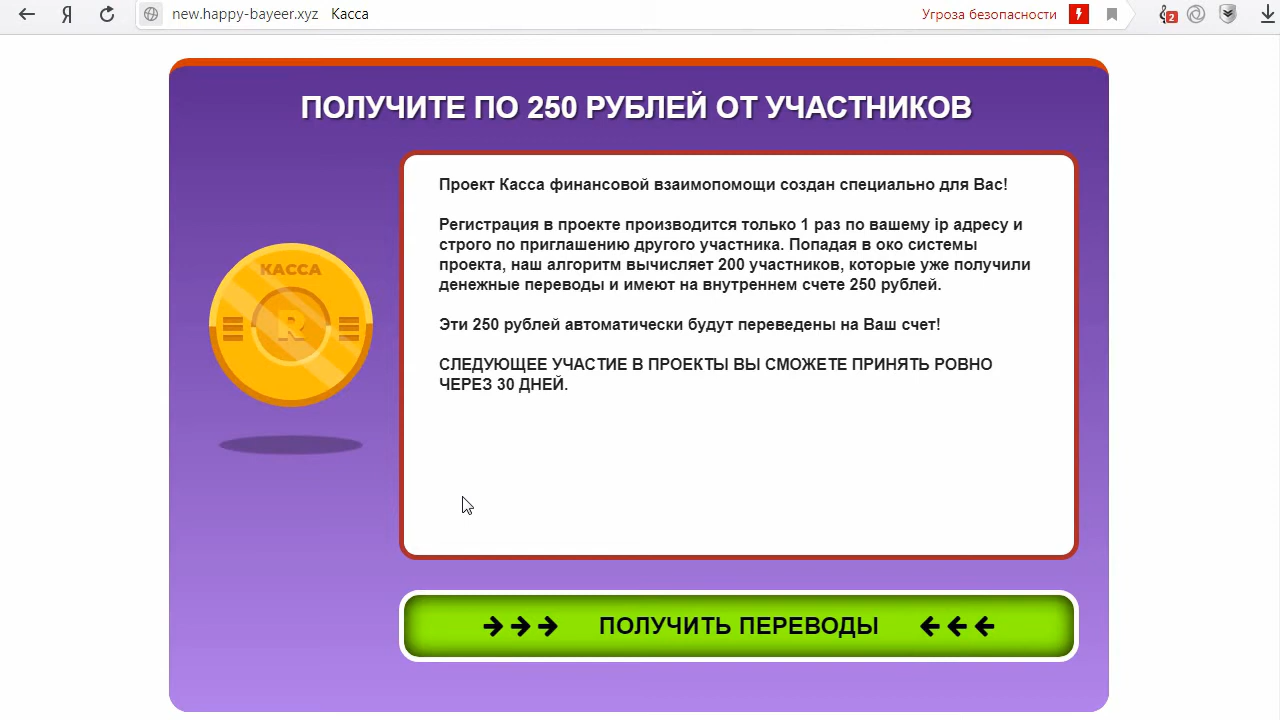 Я
new.happy-bayeer.xyz Касса
Угроза безопасности
2
ПОЛУЧИТЕ ПО 250 РУБЛЕЙ ОТ УЧАСТНИКОВ
КАССА
R
Проект Касса финансовой взаимопомощи создан специально для Вас!
Регистрация в проекте производится только 1 раз по вашему ip адресу и
строго по приглашению другого участника. Попадая в око системы
проекта, наш алгоритм вычисляет 200 участников, которые уже получили
денежные переводы и имеют на внутреннем счете 250 рублей.
Эти 250 рублей автоматически будут переведены на Ваш счет!
СЛЕДУЮЩЕЕ УЧАСТИЕ В ПРОЕКТЫ ВЫ СМОЖЕТЕ ПРИНЯТЬ РОВНО
ЧЕРЕЗ 30 ДНЕЙ.
ПОЛУЧИТЬ ПЕРЕВОДЫ